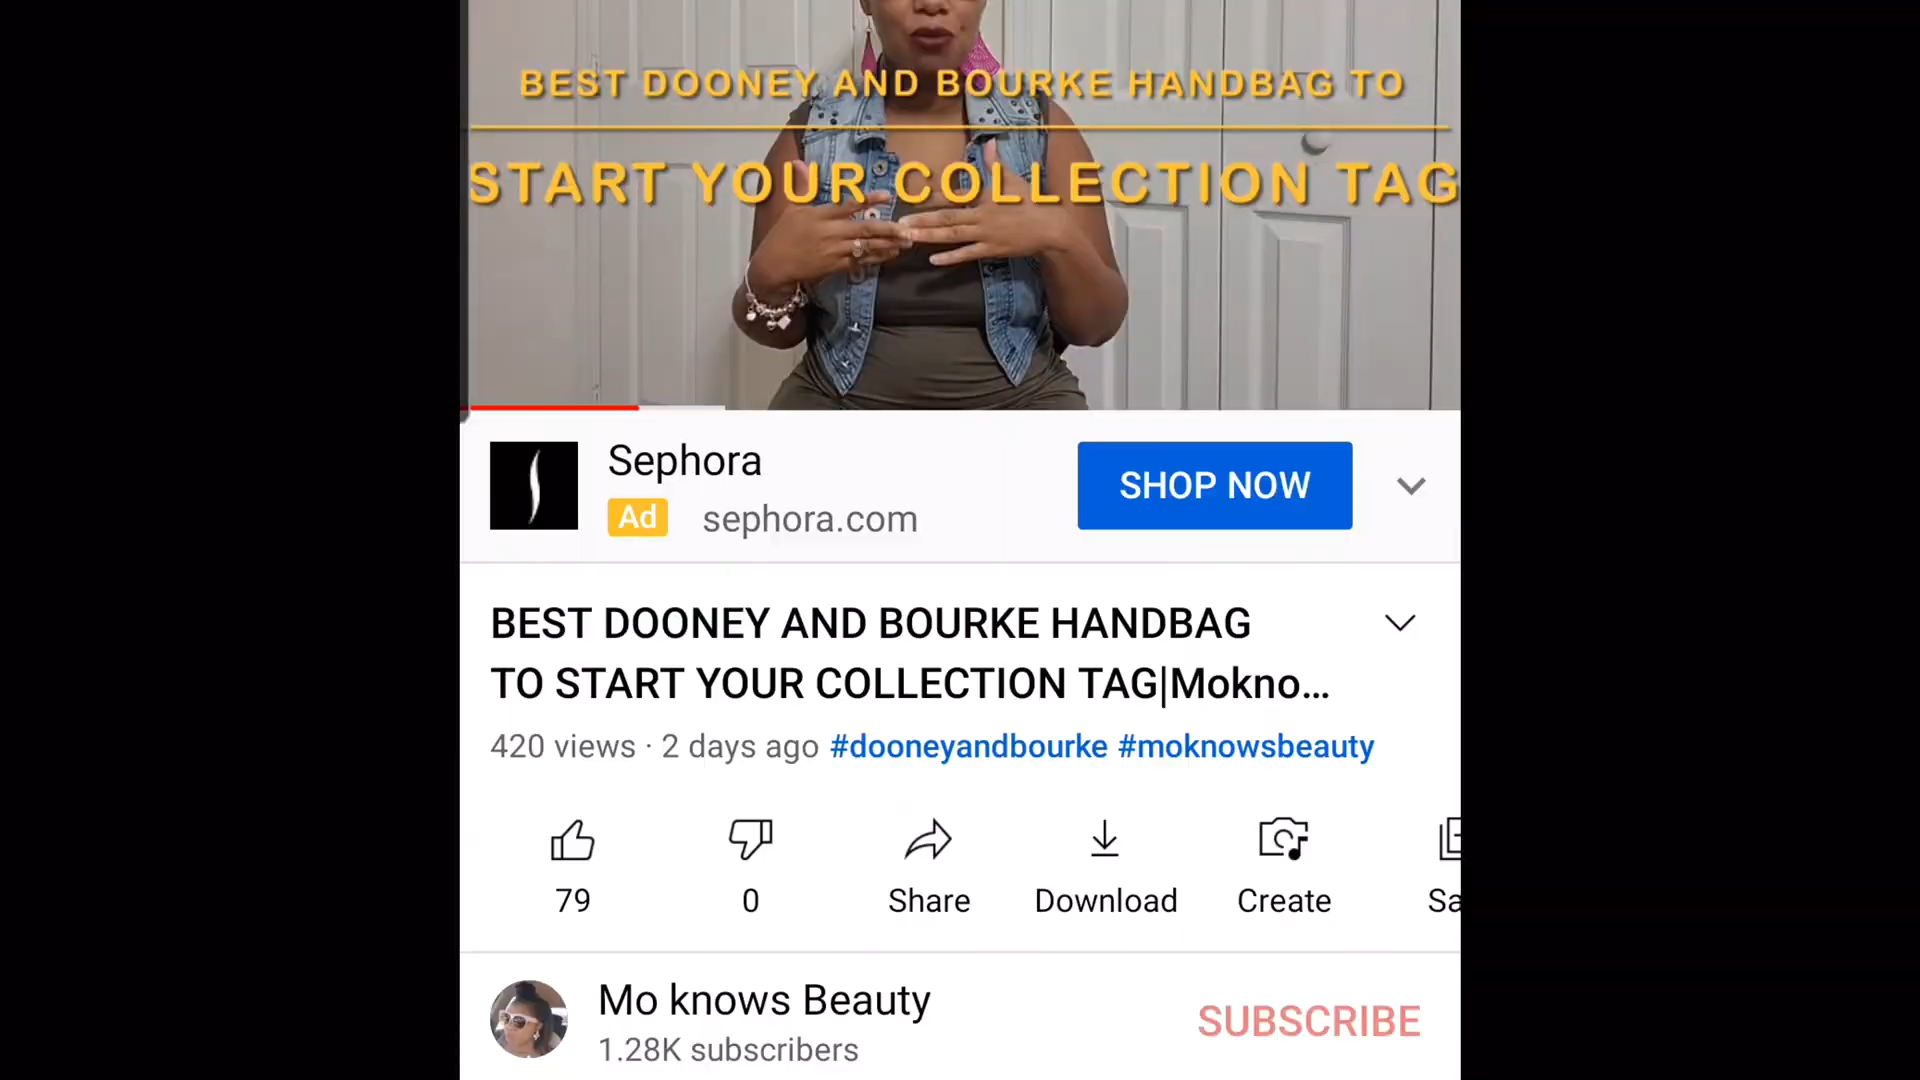 BEST DOONEY AND BOURKE HANDBAG TO
START YOUR COLLECTION TAG
Sephora
Ad sephora.com
SHOP NOW
BEST DOONEY AND BOURKE HANDBAG
TO START YOUR COLLECTION TAG|Mokno...
420 views · 2 days ago #dooneyandbourke #moknowsbeauty
79 0 Share Download Create Sa
Mo knows Beauty
1.28K subscribers
SUBSCRIBE